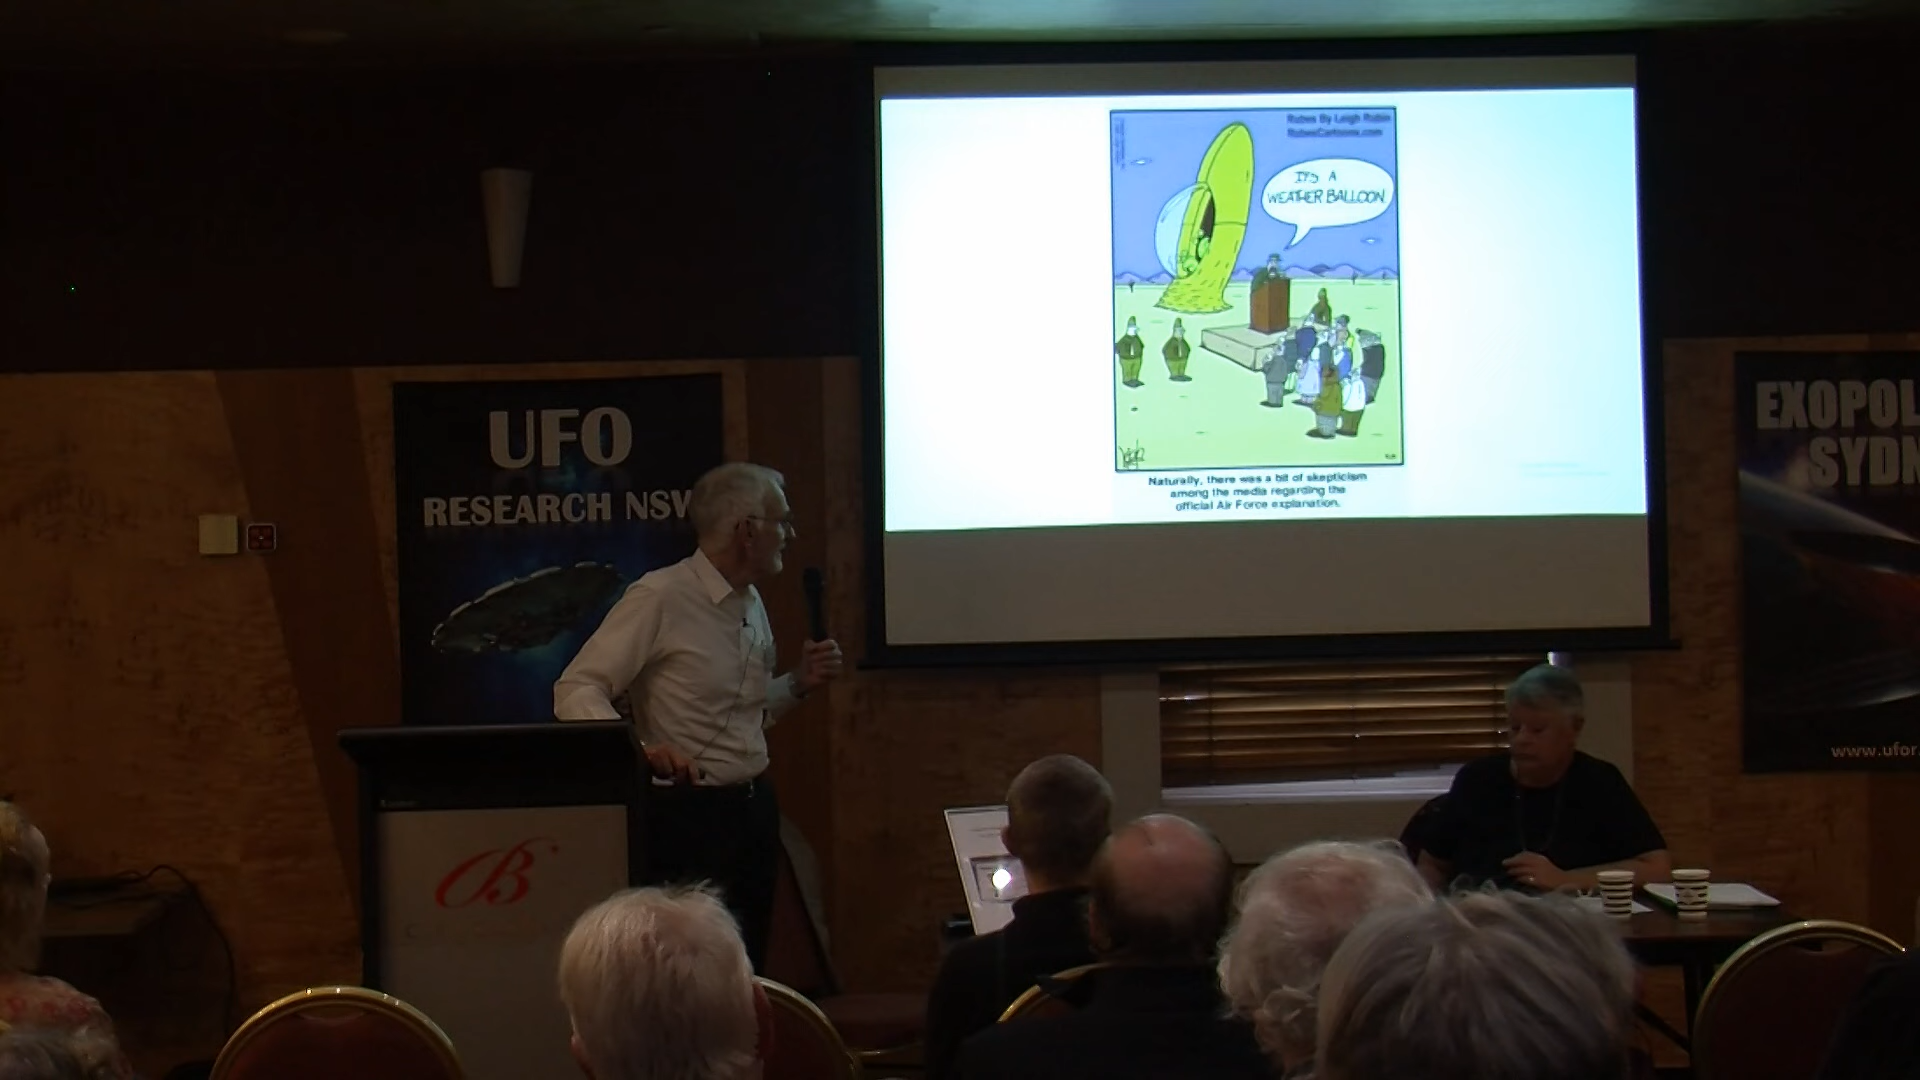 Rubes By Leigh Rubin
RubesCartoons.com
IT'S A
WEATHER BALLOON.
Naturally, there was a bit of skepticism
among the media regarding the
official Air Force explanation.
UFO
RESEARCH NSW
EXOPOL
SYDN
www.ufor.
B